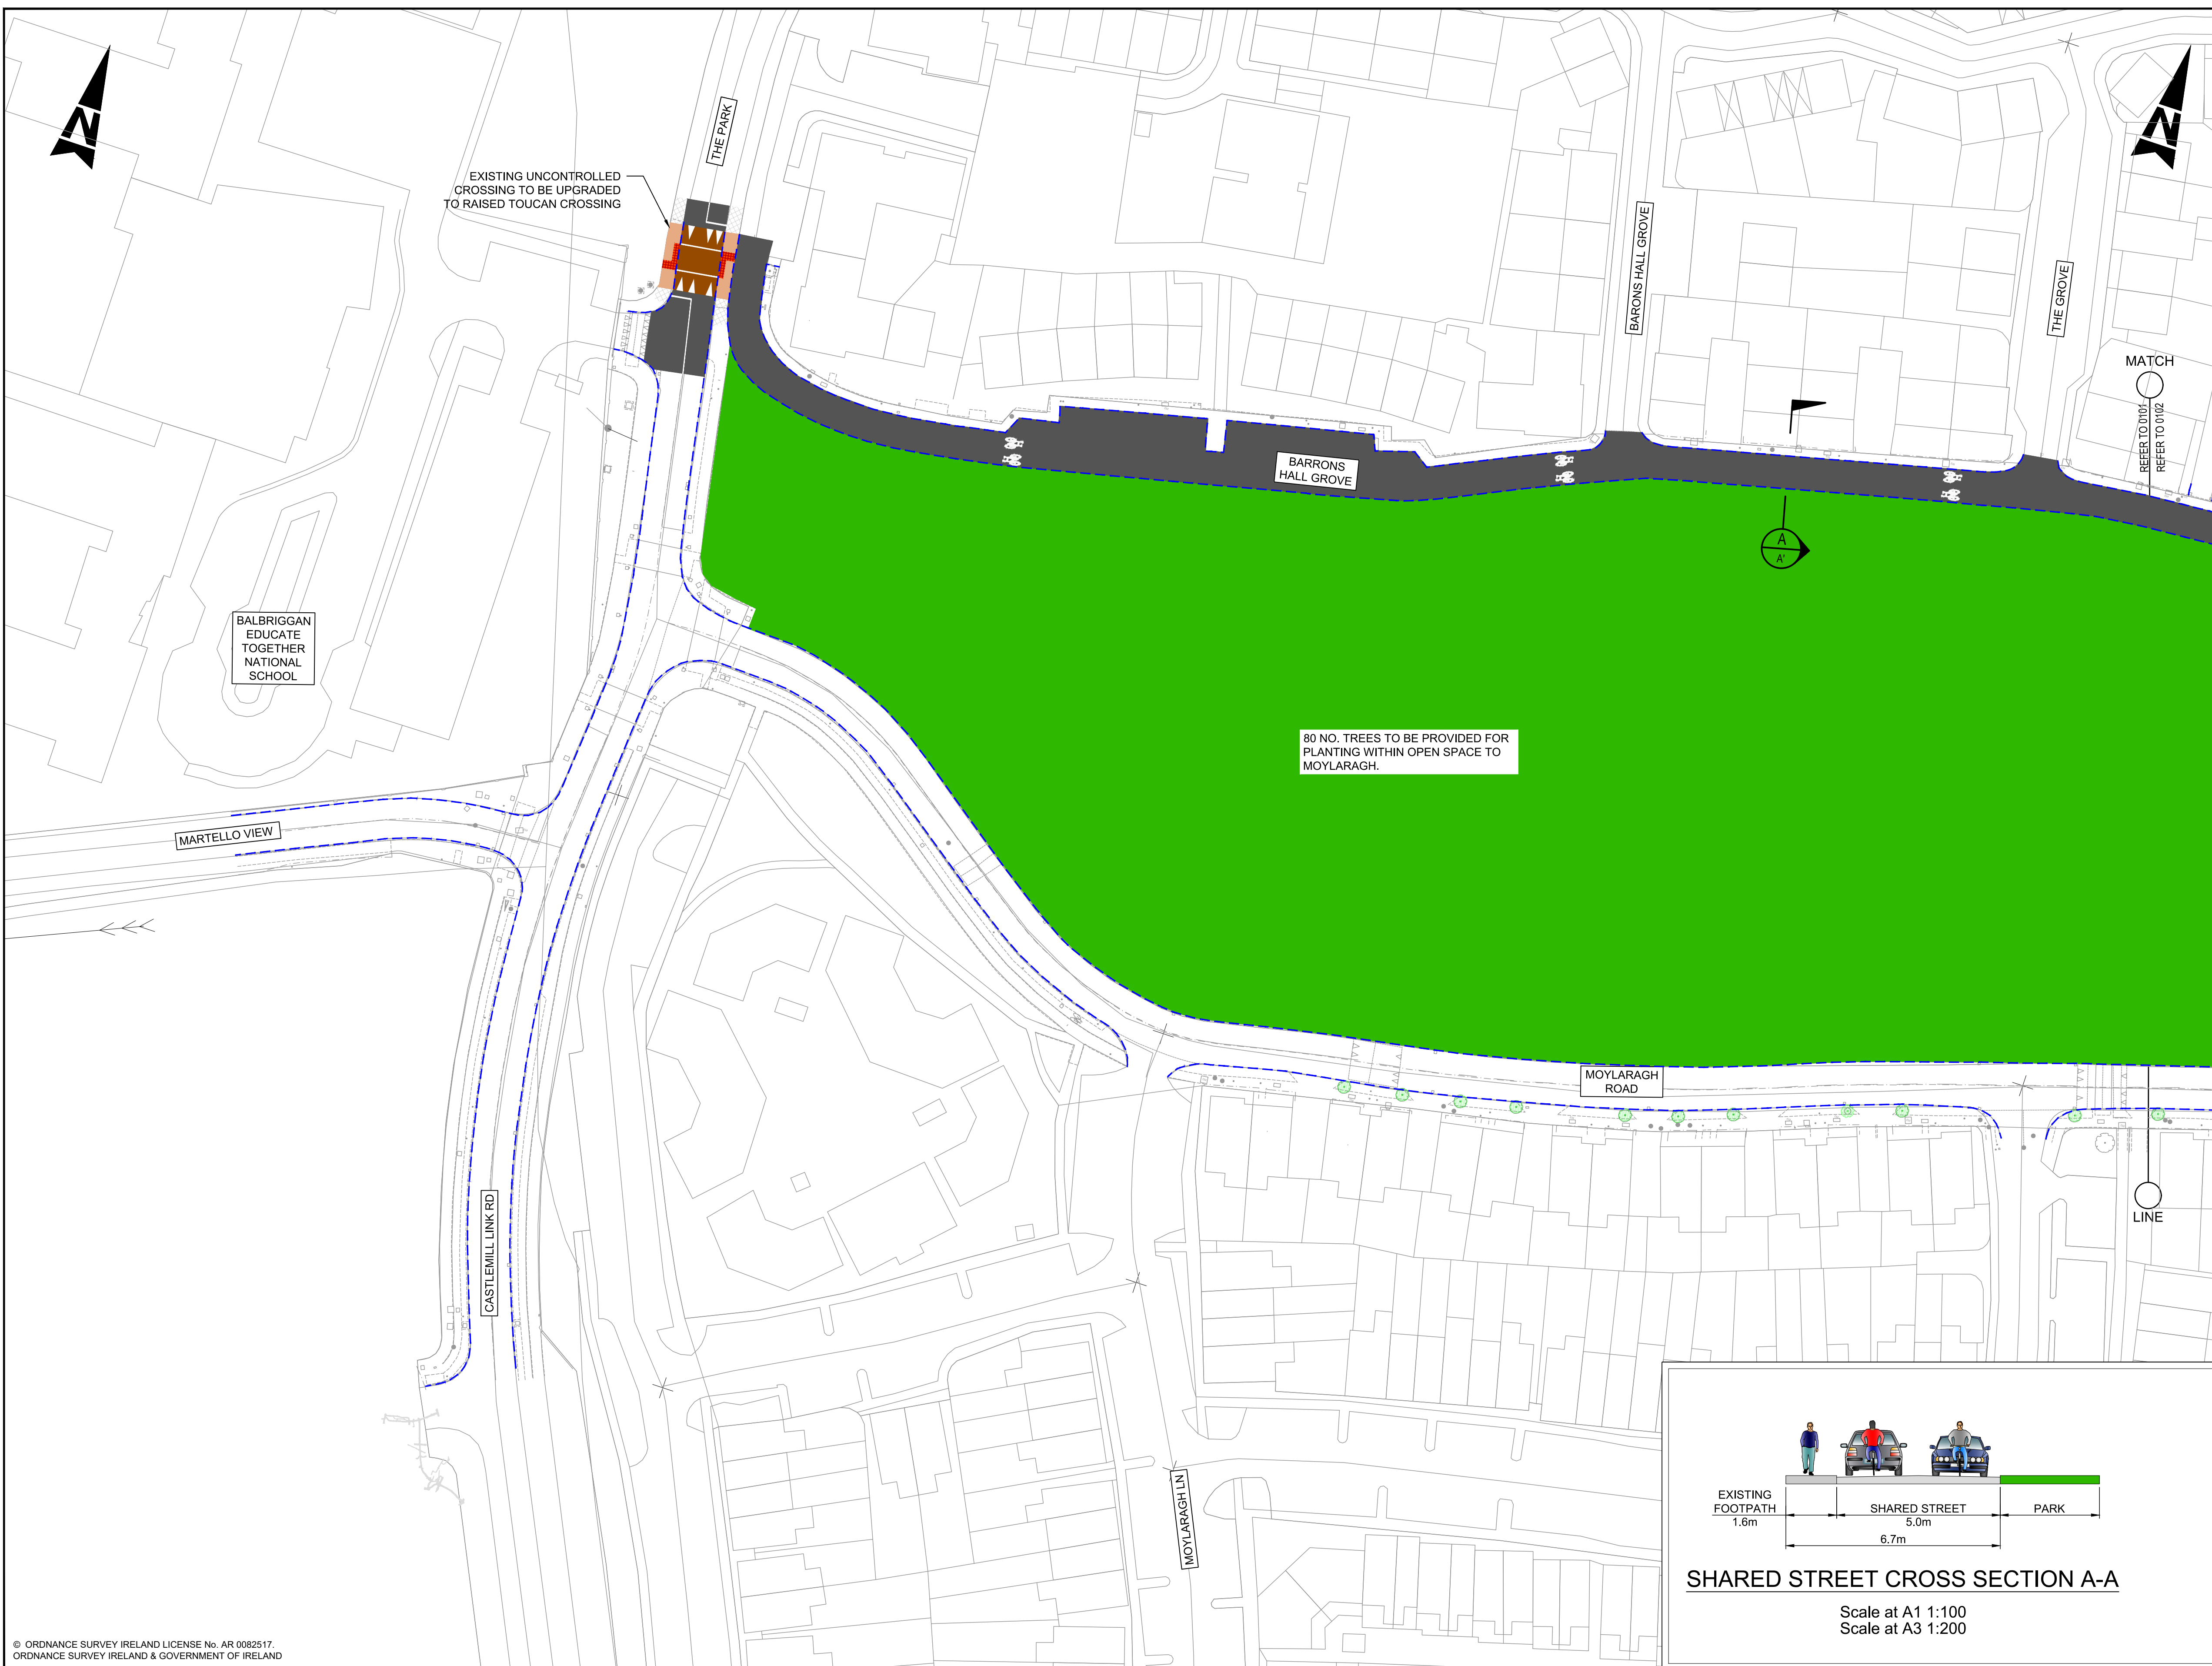 N
N
THE PARK
EXISTING UNCONTROLLED
CROSSING TO BE UPGRADED
TO RAISED TOUCAN CROSSING
BARONS HALL GROVE
THE GROVE
MATCH
REFER TO 0101
REFER TO 0102
BARRONS
HALL GROVE
A
A'
BALBRIGGAN
EDUCATE
TOGETHER
NATIONAL
SCHOOL
80 NO. TREES TO BE PROVIDED FOR
PLANTING WITHIN OPEN SPACE TO
MOYLARAGH.
MARTELLO VIEW
MOYLARAGH
ROAD
LINE
CASTLEMILL LINK RD
MOYLARAGH LN
EXISTING
FOOTPATH
1.6m
SHARED STREET
5.0m
PARK
6.7m
SHARED STREET CROSS SECTION A-A
Scale at A1 1:100
Scale at A3 1:200
© ORDNANCE SURVEY IRELAND LICENSE No. AR 0082517.
ORDNANCE SURVEY IRELAND & GOVERNMENT OF IRELAND